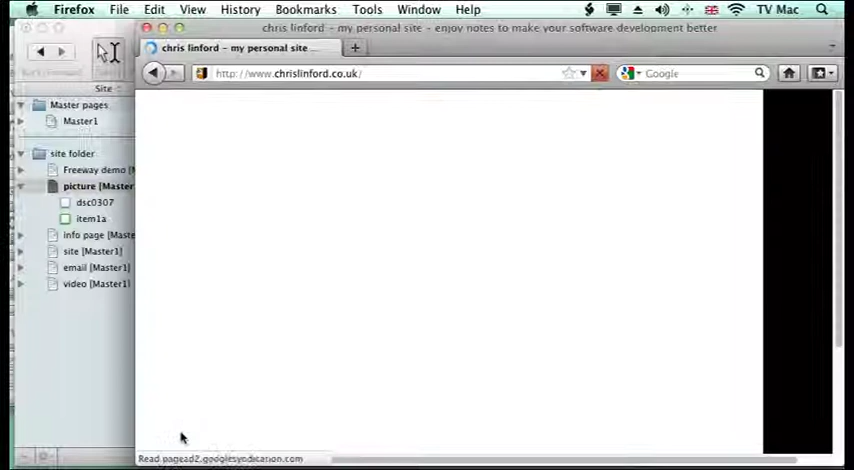 Firefox File Edit View History Bookmarks Tools Window Help TV Mac
chris linford - my personal site - enjoy notes to make your software development better
chris linford - my personal site ...
http://www.chrislinford.co.uk/
Google
Site
Master pages
Master1
site folder
Freeway demo [M
picture [Master
dsc0307
item1a
info page [Maste
site [Master1]
email [Master1]
video [Master1]
Read pagead2.googlesyndication.com